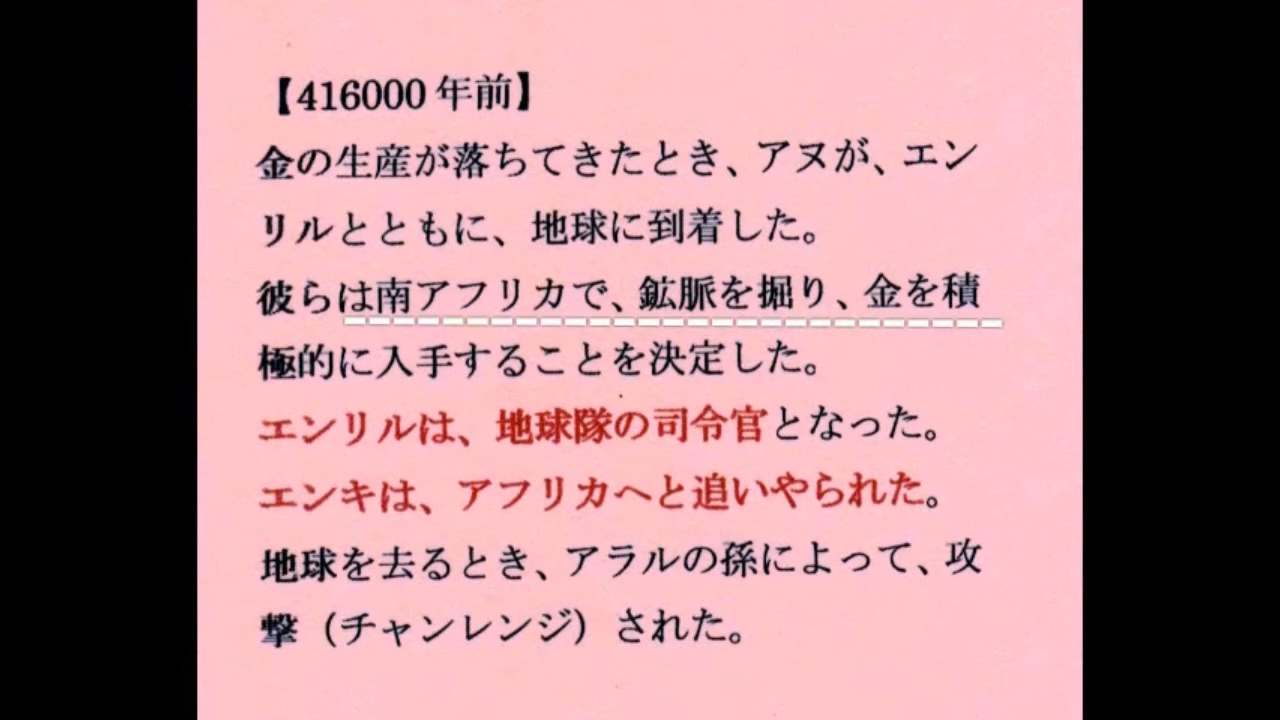 【416000年前】
金の生産が落ちてきたとき、アヌが、エン
リルとともに、地球に到着した。
彼らは南アフリカで、鉱脈を掘り、金を積
極的に入手することを決定した。
エンリルは、地球隊の司令官となった。
エンキは、アフリカへと追いやられた。
地球を去るとき、アラルの孫によって、攻
撃（チャンレンジ）された。